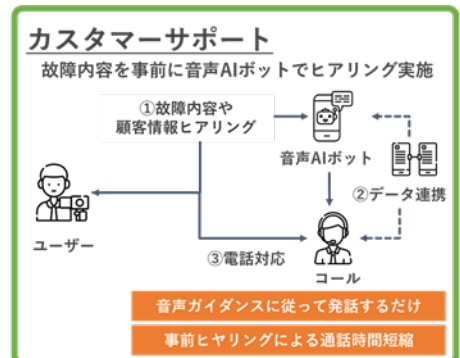 カスタマーサポート
故障内容を事前に音声AIボットでヒアリング実施
①故障内容や
顧客情報ヒアリング
音声AIボット
②データ連携
ユーザー
③電話対応
コール
音声ガイダンスに従って発話するだけ
事前ヒヤリングによる通話時間短縮